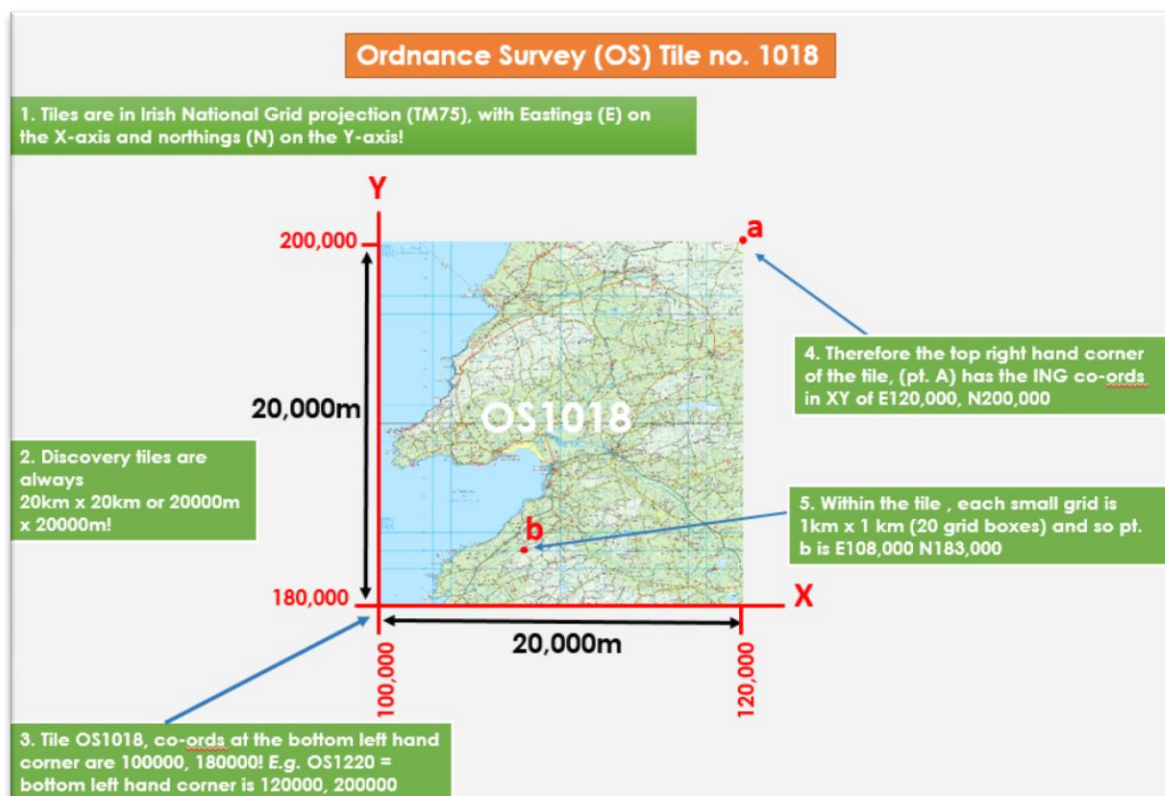 Ordnance Survey (OS) Tile no. 1018
1. Tiles are in Irish National Grid projection (TM75), with Eastings (E) on
the X-axis and northings (N) on the Y-axis!
Y
200,000
a
20,000m
OS1018
4. Therefore the top right hand corner
of the tile, (pt. A) has the ING co-ords
in XY of E120,000, N200,000
2. Discovery tiles are
always
20km x 20km or 20000m
x 20000m!
b
5. Within the tile , each small grid is
1km x 1 km (20 grid boxes) and so pt.
b is E108,000 N183,000
180,000
X
20,000m
100,000
120,000
3. Tile OS1018, co-ords at the bottom left hand
corner are 100000, 180000! E.g. OS1220 =
bottom left hand corner is 120000, 200000